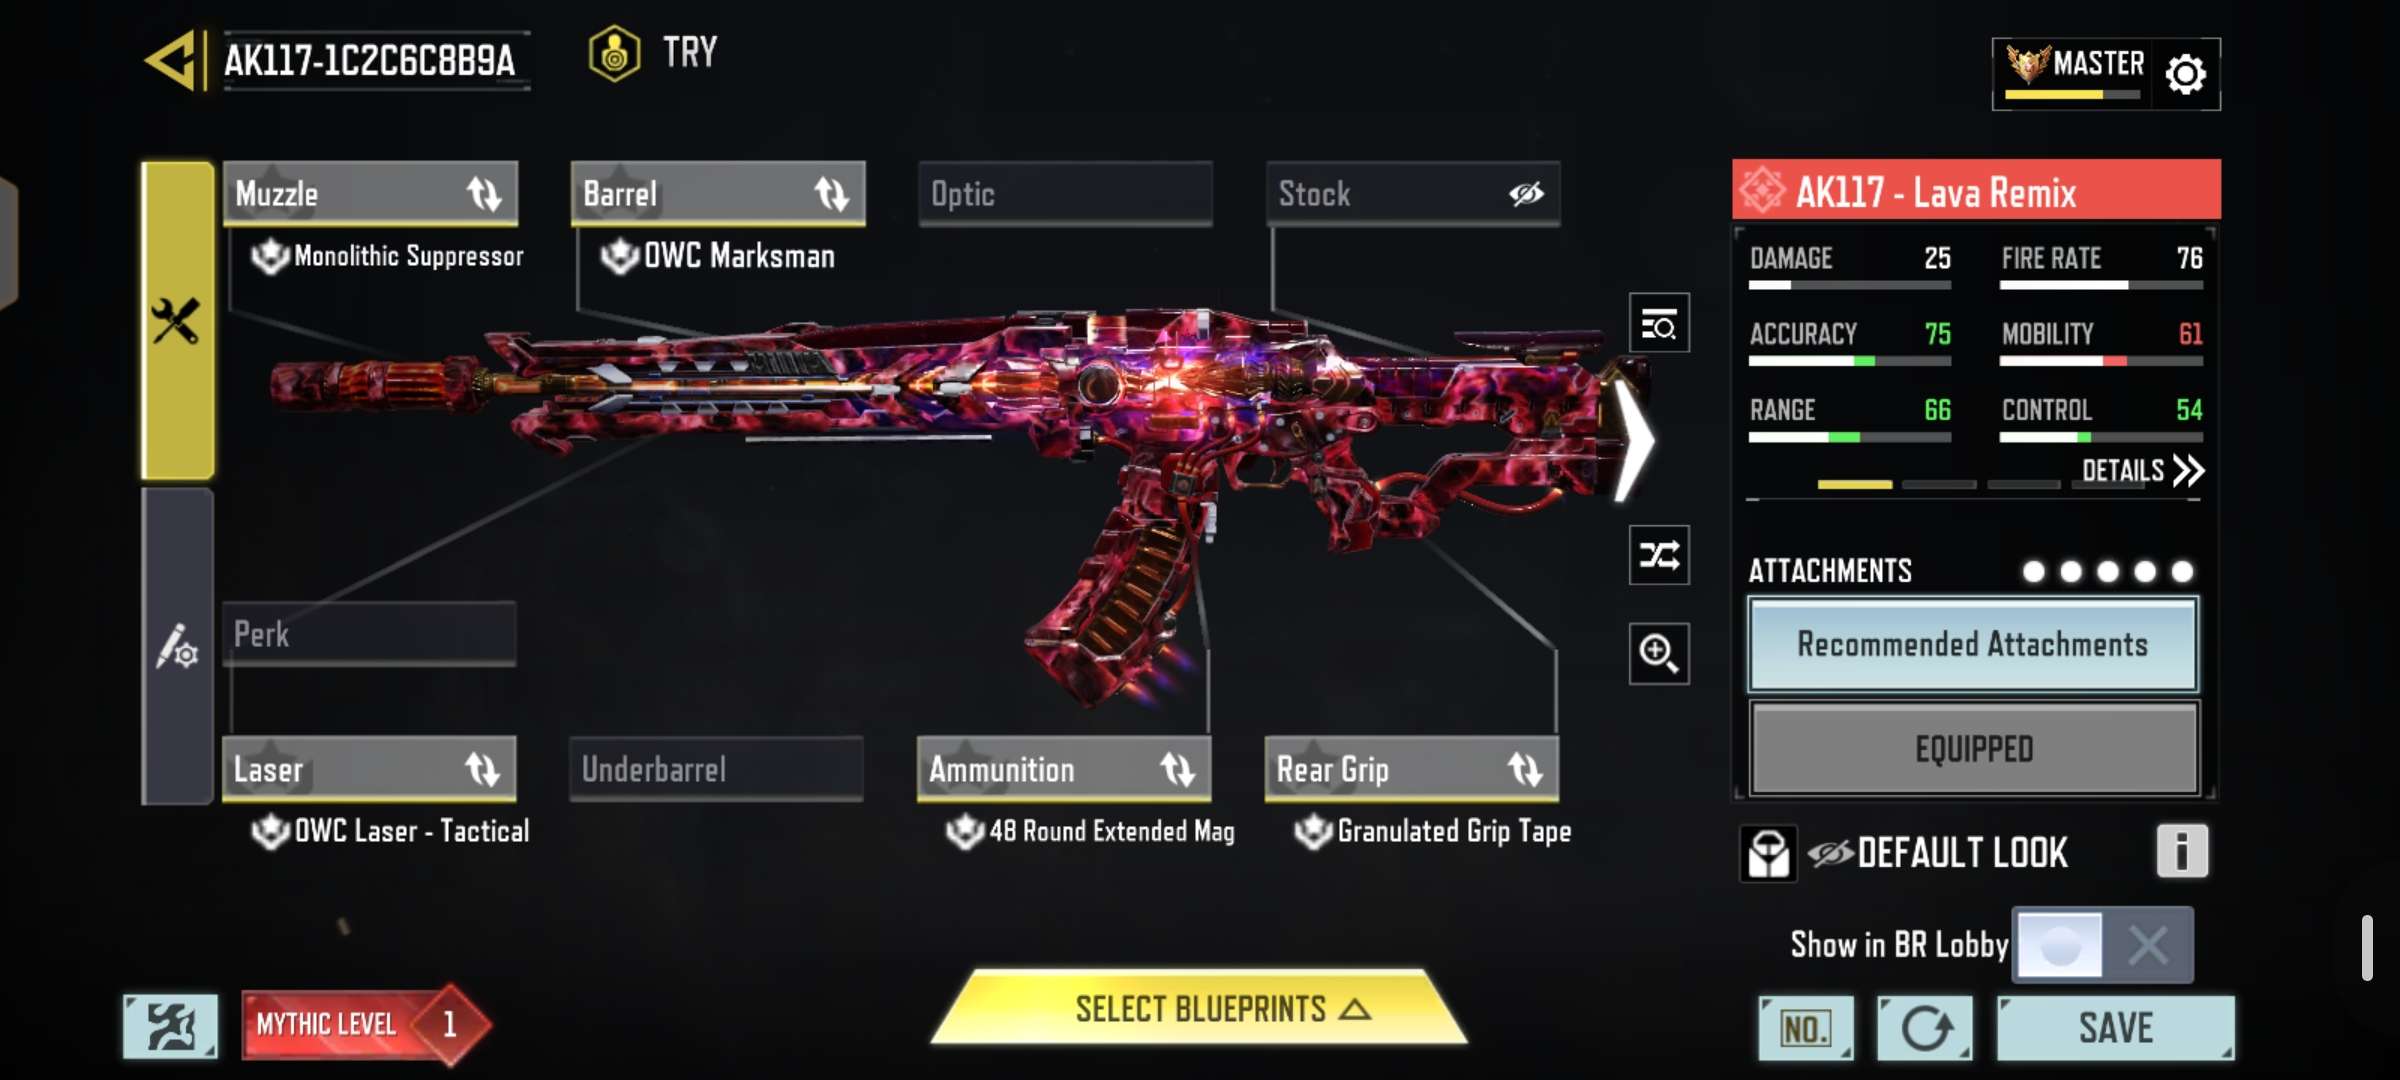 AK117-1C2C6C8B9A
TRY
MASTER
Muzzle
Monolithic Suppressor
Barrel
OWC Marksman
Optic
Stock
AK117 - Lava Remix
DAMAGE 25
FIRE RATE 76
ACCURACY 75
MOBILITY 61
RANGE 66
CONTROL 54
DETAILS
ATTACHMENTS
Recommended Attachments
EQUIPPED
Perk
Laser
OWC Laser - Tactical
Underbarrel
Ammunition
48 Round Extended Mag
Rear Grip
Granulated Grip Tape
DEFAULT LOOK
i
Show in BR Lobby
MYTHIC LEVEL 1
SELECT BLUEPRINTS
NO.
SAVE